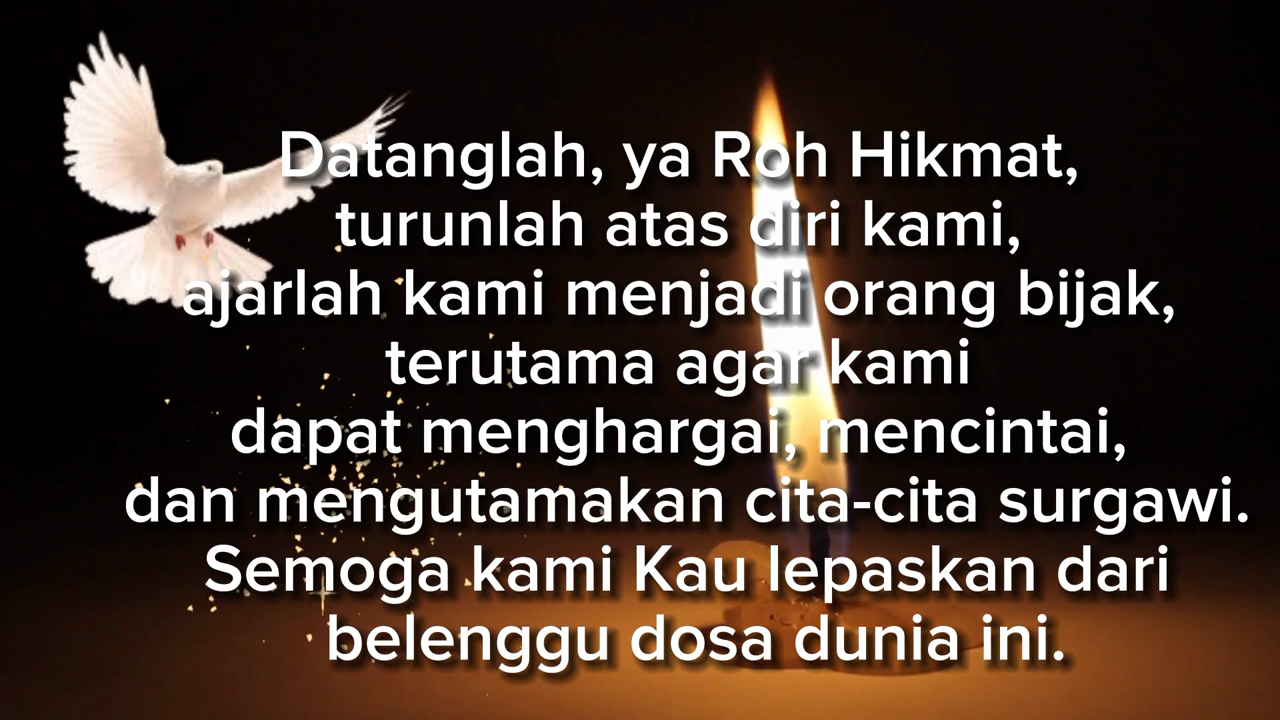 Datanglah, ya Roh Hikmat,
turunlah atas diri kami,
ajarlah kami menjadi orang bijak,
terutama agar kami
dapat menghargai, mencintai,
dan mengutamakan cita-cita surgawi.
Semoga kami Kau lepaskan dari
belenggu dosa dunia ini.